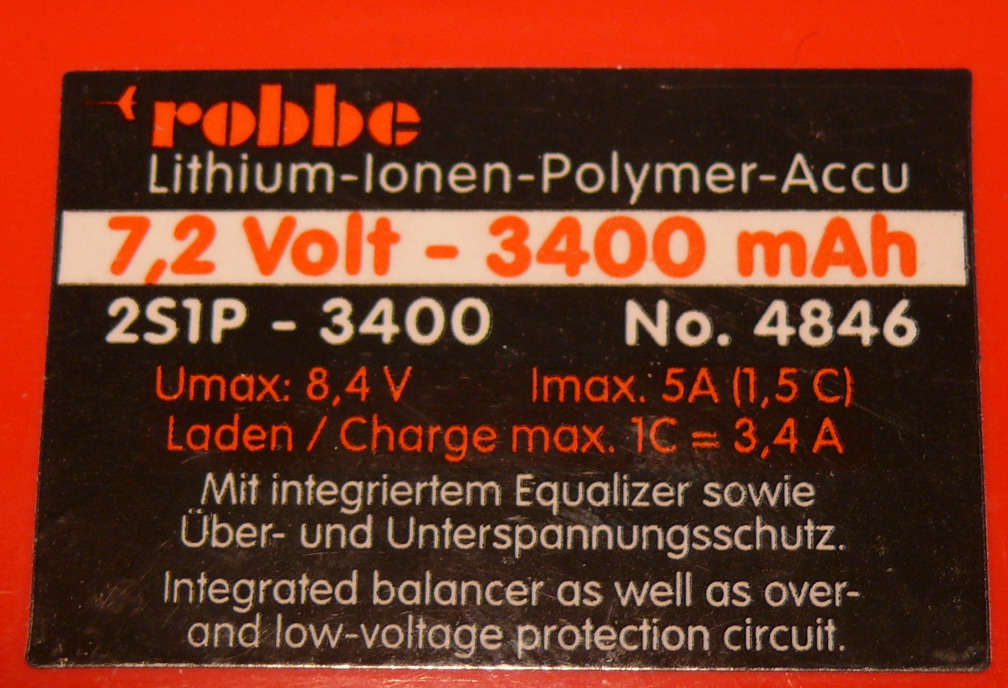 robbe
Lithium-Ionen-Polymer-Accu
7,2 Volt - 3400 mAh
2S1P - 3400 No. 4846
Umax: 8,4 V Imax. 5A (1,5 C)
Laden / Charge max. 1C = 3,4 A
Mit integriertem Equalizer sowie
Über- und Unterspannungsschutz.
Integrated balancer as well as over-
and low-voltage protection circuit.